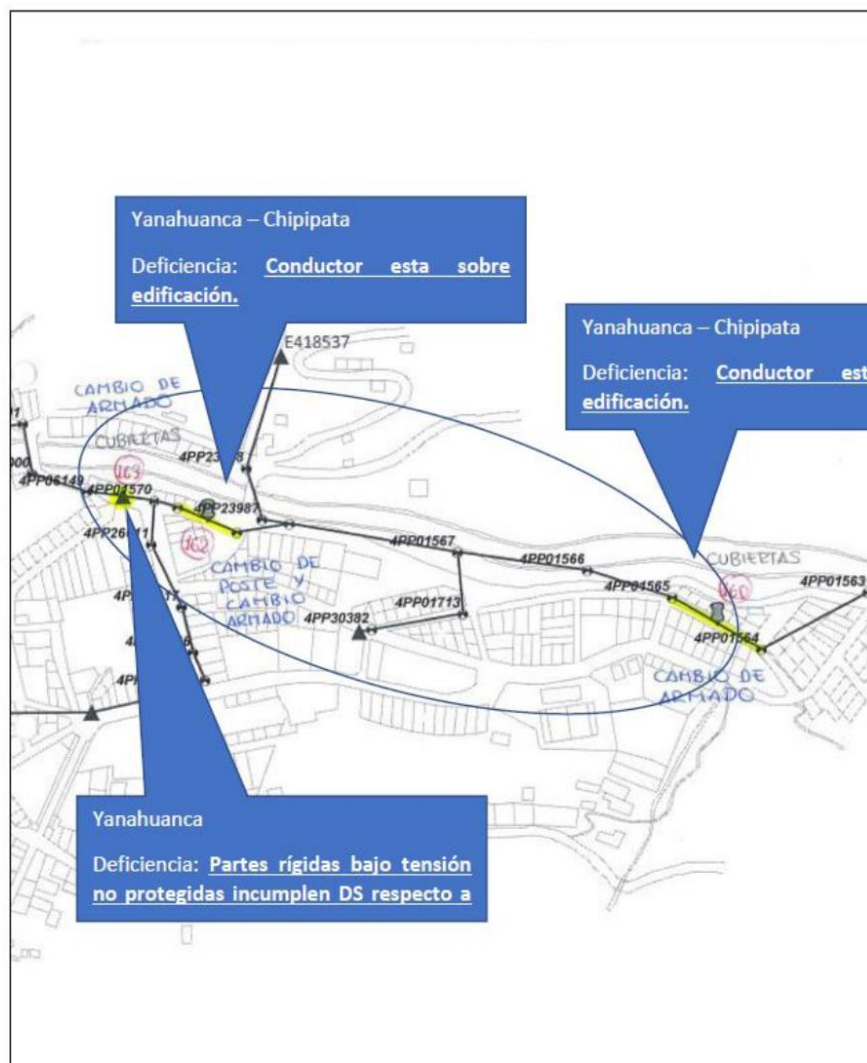 Yanahuanca – Chipipata
Deficiencia: Conductor esta sobre
edificación.
Yanahuanca – Chipipata
Deficiencia: Conductor est
edificación.
E418537
CAMBIO DE
ARMADO
CUBIERTAS
4PP06149
163
4PP01570
4PP23987
162
CAMBIO DE
POSTE Y
CAMBIO
ARMADO
4PP01567
4PP01566
CUBIERTAS
4PP01565
4PP01563
4PP01713
4PP30382
4PP01564
CAMBIO DE
ARMADO
Yanahuanca
Deficiencia: Partes rígidas bajo tensión
no protegidas incumplen DS respecto a